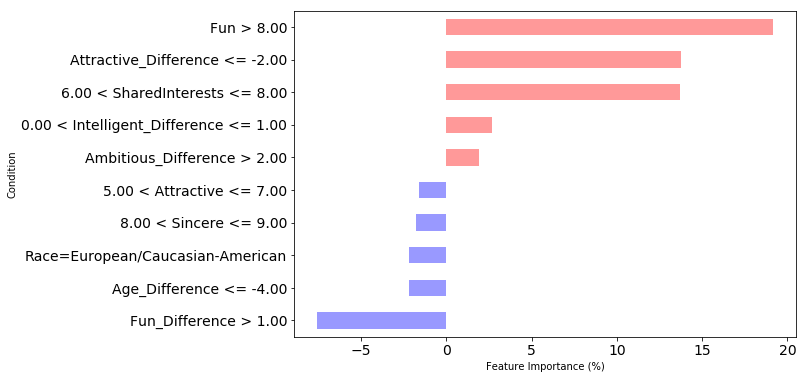 Fun > 8.00
Attractive_Difference <= -2.00
6.00 < SharedInterests <= 8.00
0.00 < Intelligent_Difference <= 1.00
Ambitious_Difference > 2.00
5.00 < Attractive <= 7.00
8.00 < Sincere <= 9.00
Race=European/Caucasian-American
Age_Difference <= -4.00
Fun_Difference > 1.00
Condition
−5 0 5 10 15 20
Feature Importance (%)